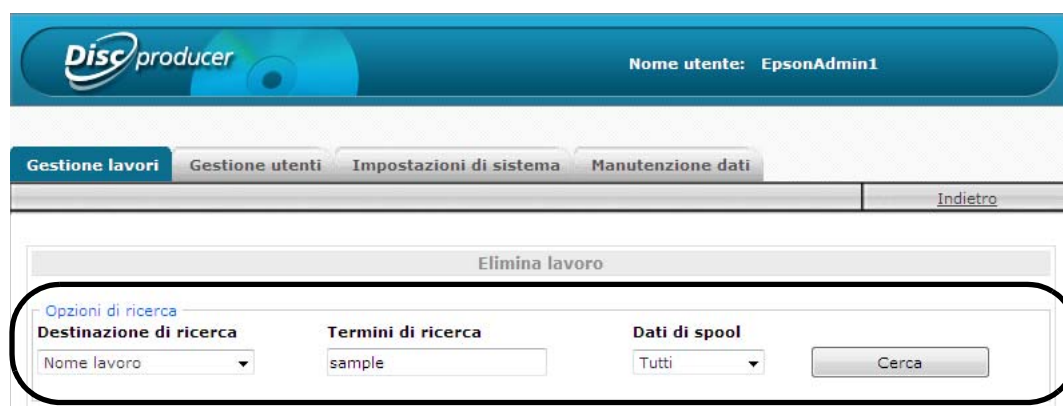 Disc producer
Nome utente: EpsonAdmin1
Gestione lavori Gestione utenti Impostazioni di sistema Manutenzione dati
Indietro
Elimina lavoro
Opzioni di ricerca
Destinazione di ricerca Termini di ricerca Dati di spool
Nome lavoro sample Tutti Cerca